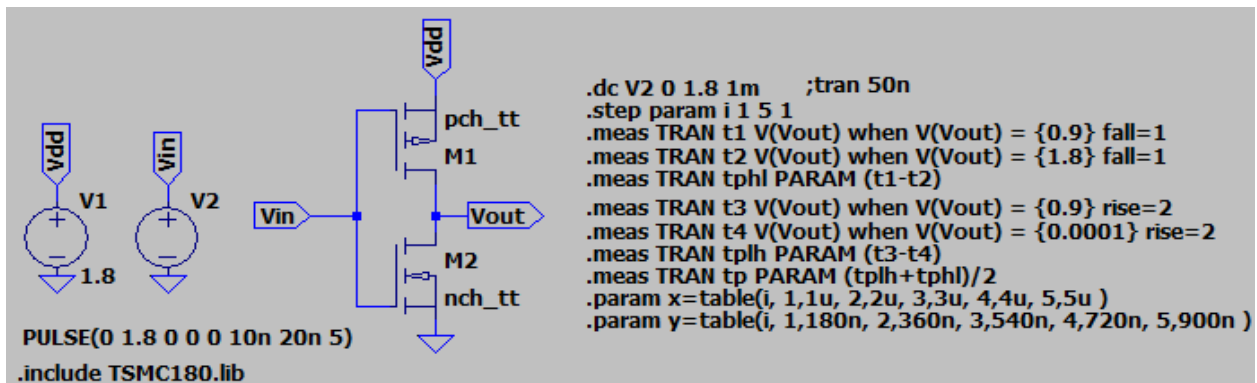 Vdd
V1
1.8
Vin
V2
PULSE(0 1.8 0 0 0 10n 20n 5)
.include TSMC180.lib
Vdd
pch_tt
M1
Vin
Vout
M2
nch_tt
.dc V2 0 1.8 1m ;tran 50n
.step param i 1 5 1
.meas TRAN t1 V(Vout) when V(Vout) = {0.9} fall=1
.meas TRAN t2 V(Vout) when V(Vout) = {1.8} fall=1
.meas TRAN tphl PARAM (t1-t2)
.meas TRAN t3 V(Vout) when V(Vout) = {0.9} rise=2
.meas TRAN t4 V(Vout) when V(Vout) = {0.0001} rise=2
.meas TRAN tplh PARAM (t3-t4)
.meas TRAN tp PARAM (tplh+tphl)/2
.param x=table(i, 1,1u, 2,2u, 3,3u, 4,4u, 5,5u )
.param y=table(i, 1,180n, 2,360n, 3,540n, 4,720n, 5,900n )